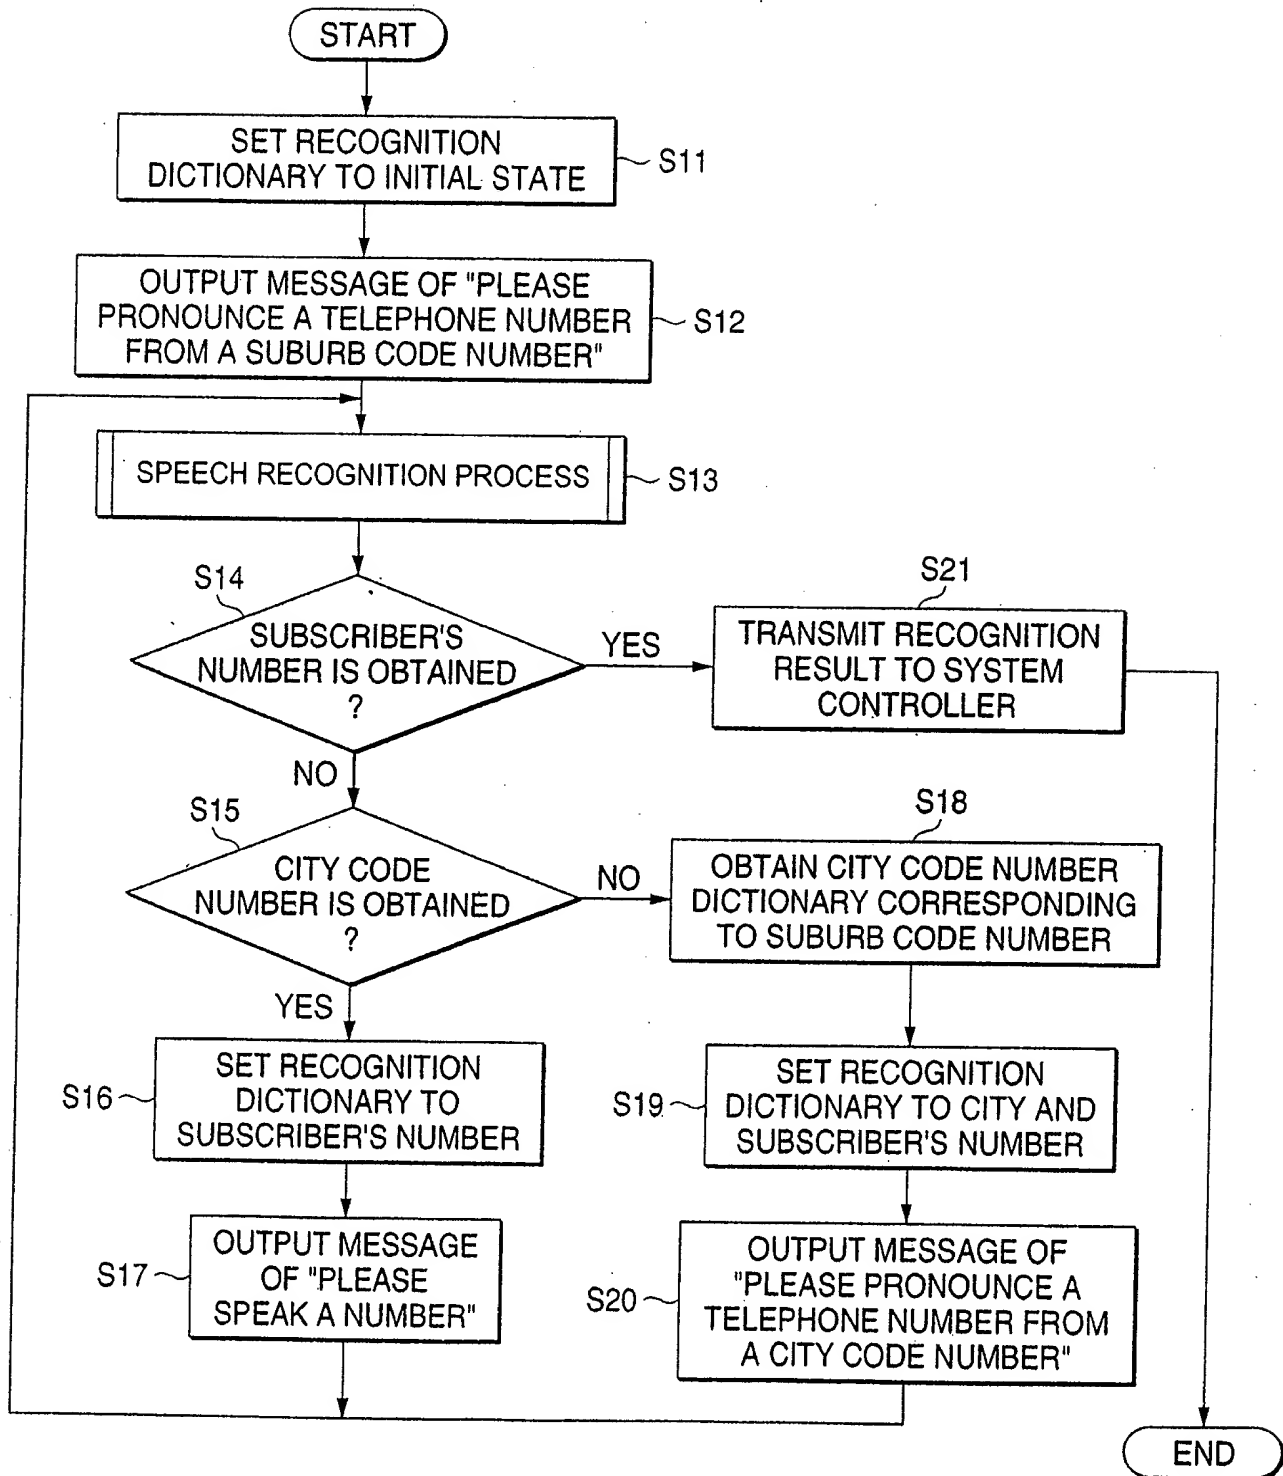 START
SET RECOGNITION
DICTIONARY TO INITIAL STATE
S11
OUTPUT MESSAGE OF "PLEASE
PRONOUNCE A TELEPHONE NUMBER
FROM A SUBURB CODE NUMBER"
S12
SPEECH RECOGNITION PROCESS
S13
S14
SUBSCRIBER'S
NUMBER IS OBTAINED
?
YES
S21
TRANSMIT RECOGNITION
RESULT TO SYSTEM
CONTROLLER
NO
S15
CITY CODE
NUMBER IS OBTAINED
?
NO
S18
OBTAIN CITY CODE NUMBER
DICTIONARY CORRESPONDING
TO SUBURB CODE NUMBER
YES
S16
SET RECOGNITION
DICTIONARY TO
SUBSCRIBER'S NUMBER
S19
SET RECOGNITION
DICTIONARY TO CITY AND
SUBSCRIBER'S NUMBER
S17
OUTPUT MESSAGE
OF "PLEASE
SPEAK A NUMBER"
S20
OUTPUT MESSAGE OF
"PLEASE PRONOUNCE A
TELEPHONE NUMBER FROM
A CITY CODE NUMBER"
END